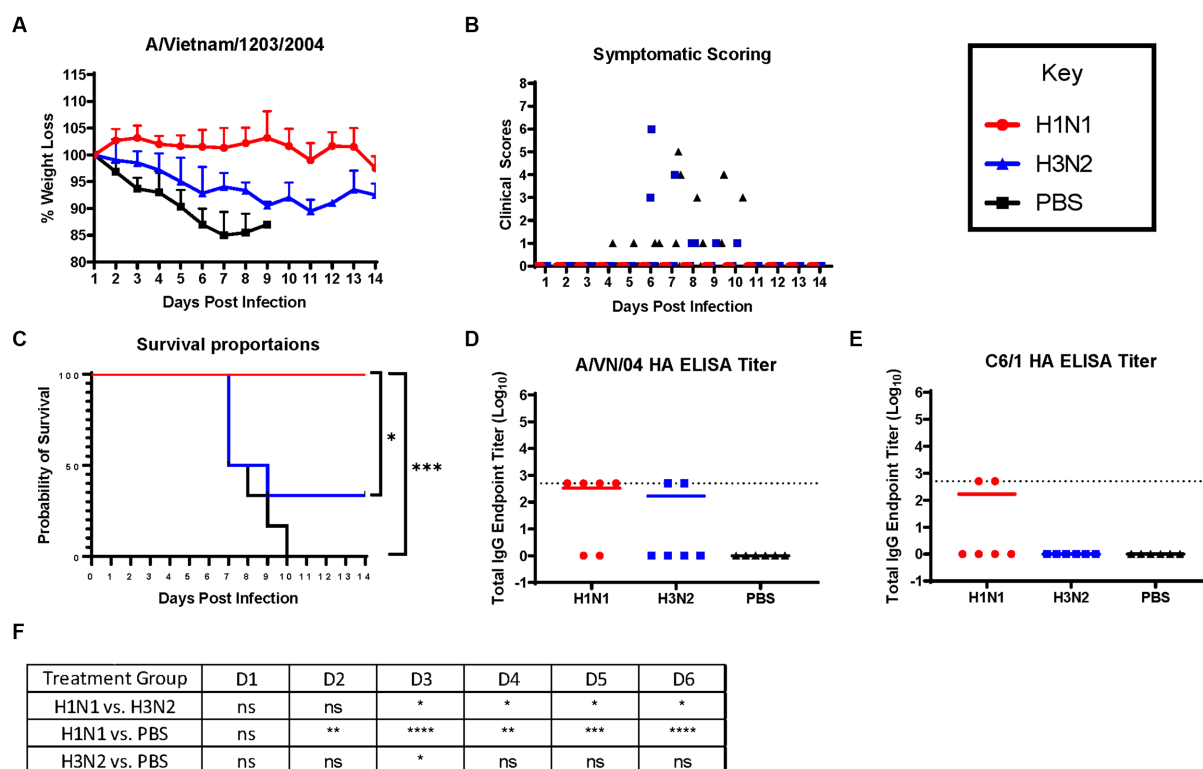 A
A/Vietnam/1203/2004
% Weight Loss
115
110
105
100
95
90
85
80
1 2 3 4 5 6 7 8 9 10 11 12 13 14
Days Post Infection
B
Symptomatic Scoring
Clinical Scores
8
7
6
5
4
3
2
1
0
1 2 3 4 5 6 7 8 9 10 11 12 13 14
Days Post Infection
Key
H1N1
H3N2
PBS
C
Survival proportaions
Probability of Survival
100
50
0
0 1 2 3 4 5 6 7 8 9 10 11 12 13 14
Days Post Infection
*
***
D
A/VN/04 HA ELISA Titer
Total IgG Endpoint Titer (Log10)
6
5
4
3
2
1
0
-1
H1N1 H3N2 PBS
E
C6/1 HA ELISA Titer
Total IgG Endpoint Titer (Log10)
6
5
4
3
2
1
0
-1
H1N1 H3N2 PBS
F
Treatment Group D1 D2 D3 D4 D5 D6
H1N1 vs. H3N2 ns ns * * * *
H1N1 vs. PBS ns ** **** ** *** ****
H3N2 vs. PBS ns ns * ns ns ns